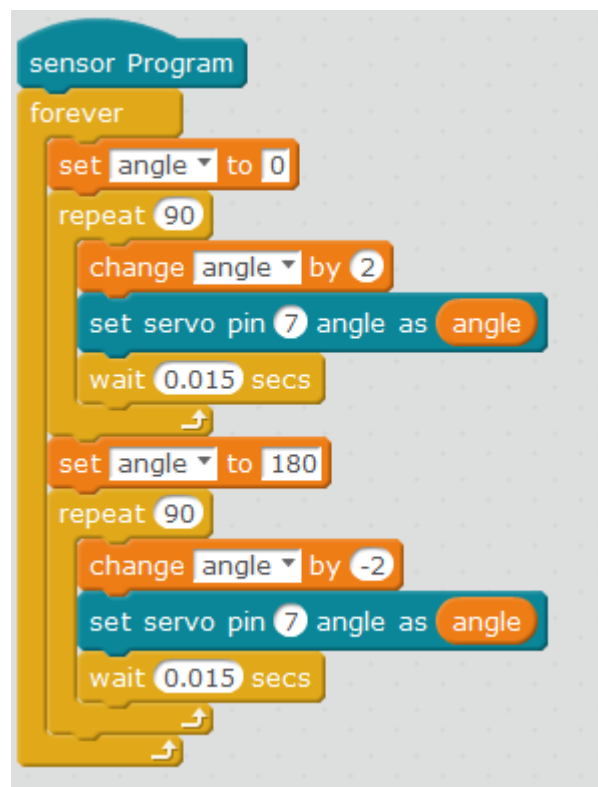 sensor Program
forever
set angle to 0
repeat 90
change angle by 2
set servo pin 7 angle as angle
wait 0.015 secs
set angle to 180
repeat 90
change angle by -2
set servo pin 7 angle as angle
wait 0.015 secs